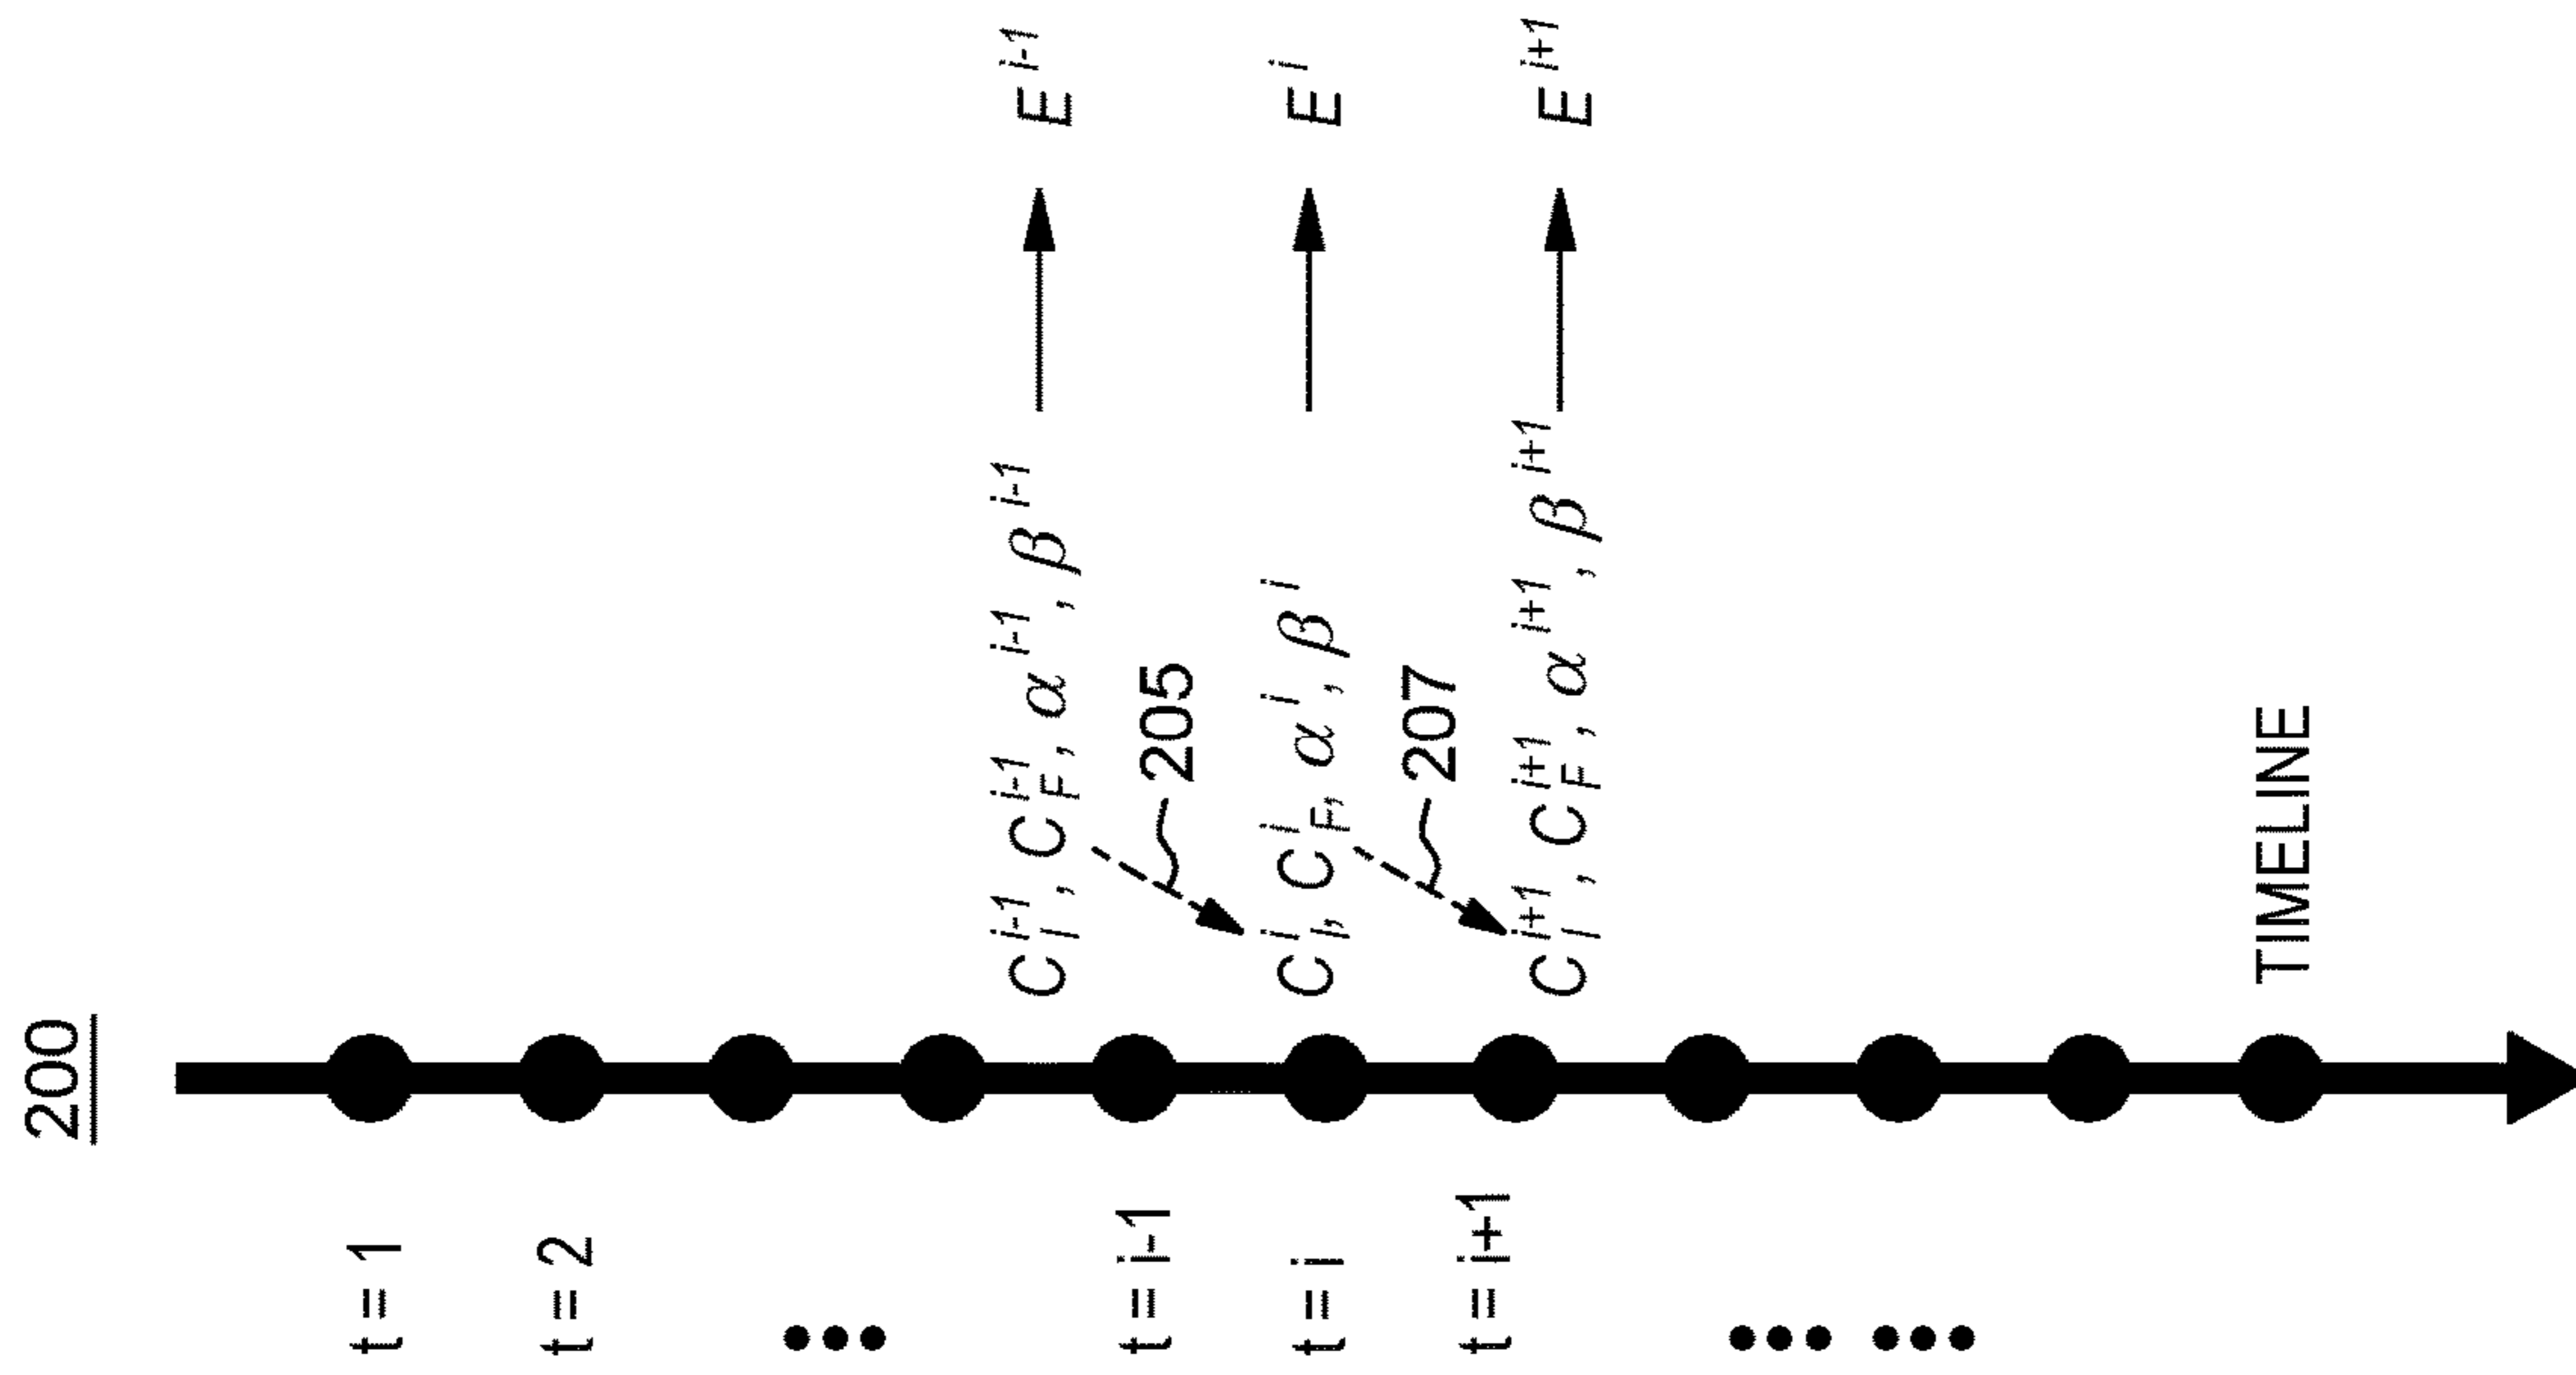 200
t = 1
t = 2
•••
C_I^{i-1}, C_F^{i-1}, α^{i-1}, β^{i-1} E^{i-1}
t = i-1
205
C_I^i, C_F^i, α^i, β^i E^i
t = i
207
t = i+1
C_I^{i+1}, C_F^{i+1}, α^{i+1}, β^{i+1} E^{i+1}
••• •••
TIMELINE